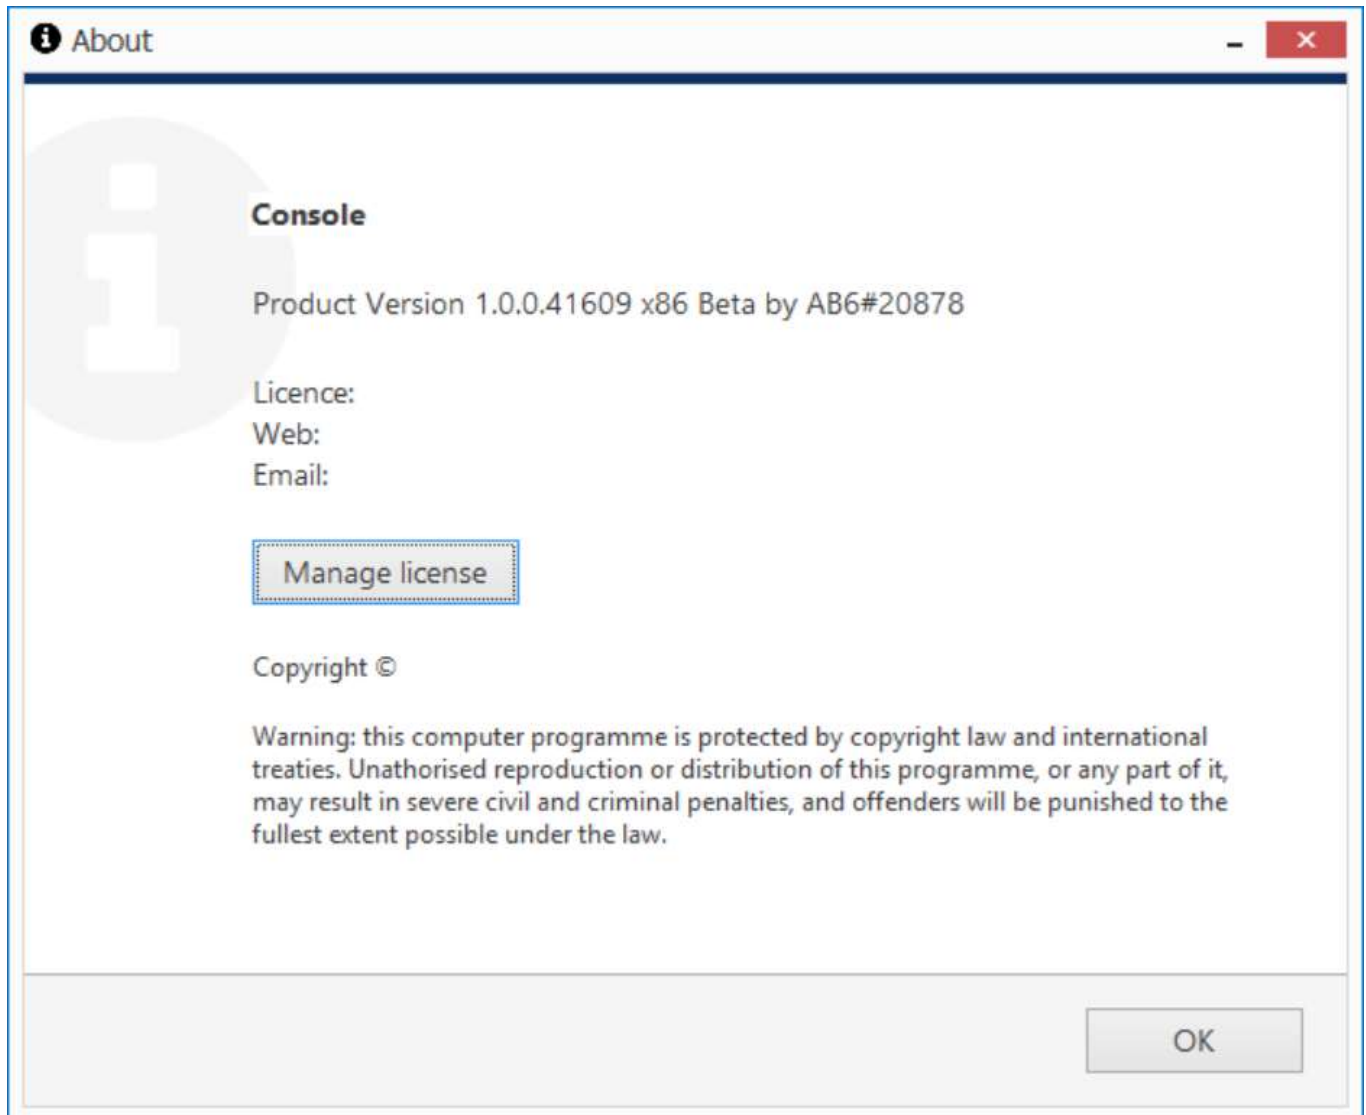 About
Console
Product Version 1.0.0.41609 x86 Beta by AB6#20878
Licence:
Web:
Email:
Manage license
Copyright ©
Warning: this computer programme is protected by copyright law and international
treaties. Unathorised reproduction or distribution of this programme, or any part of it,
may result in severe civil and criminal penalties, and offenders will be punished to the
fullest extent possible under the law.
OK